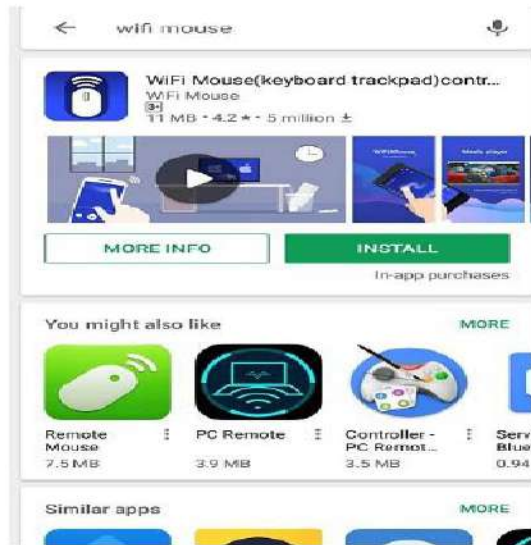 wifi mouse
WiFi Mouse(keyboard trackpad)contr...
WiFi Mouse
3+
11 MB • 4.2 ★ • 5 million
MORE INFO
INSTALL
In-app purchases
You might also like
MORE
Remote Mouse
7.5 MB
PC Remote
3.9 MB
Controller - PC Remot...
3.5 MB
Serv
Blue
0.94
Similar apps
MORE